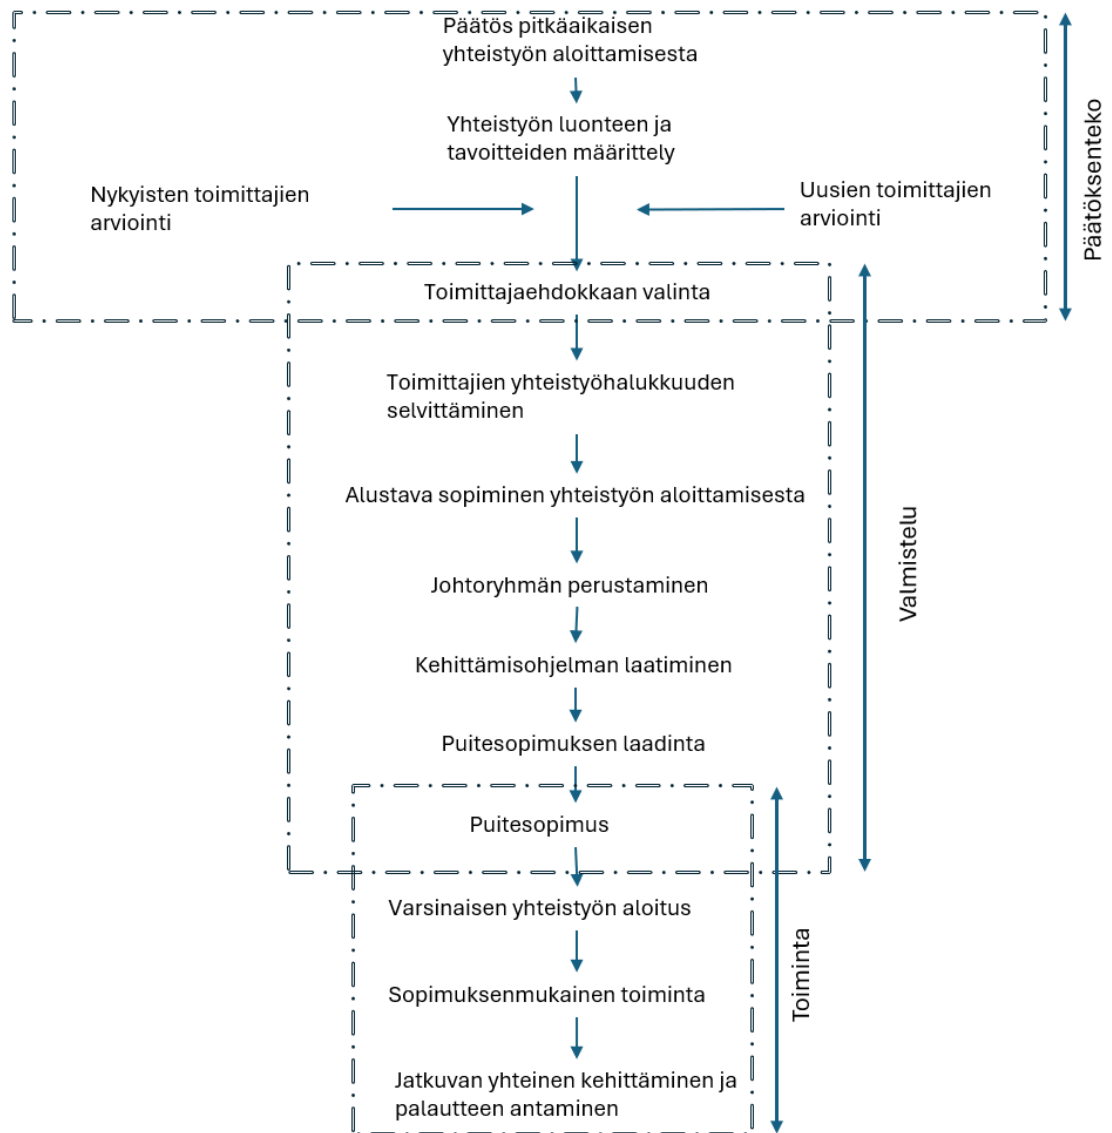 Päätös pitkäaikaisen
yhteistyön aloittamisesta
Yhteistyön luonteen ja
tavoitteiden määrittely
Nykyisten toimittajien
arviointi
Uusien toimittajien
arviointi
Päätöksenteko
Toimittajaehdokkaan valinta
Toimittajien yhteistyöhalukkuuden
selvittäminen
Alustava sopiminen yhteistyön aloittamisesta
Valmistelu
Johtoryhmän perustaminen
Kehittämisohjelman laatiminen
Puitesopimuksen laadinta
Puitesopimus
Varsinaisen yhteistyön aloitus
Toiminta
Sopimuksenmukainen toiminta
Jatkuvan yhteinen kehittäminen ja
palautteen antaminen